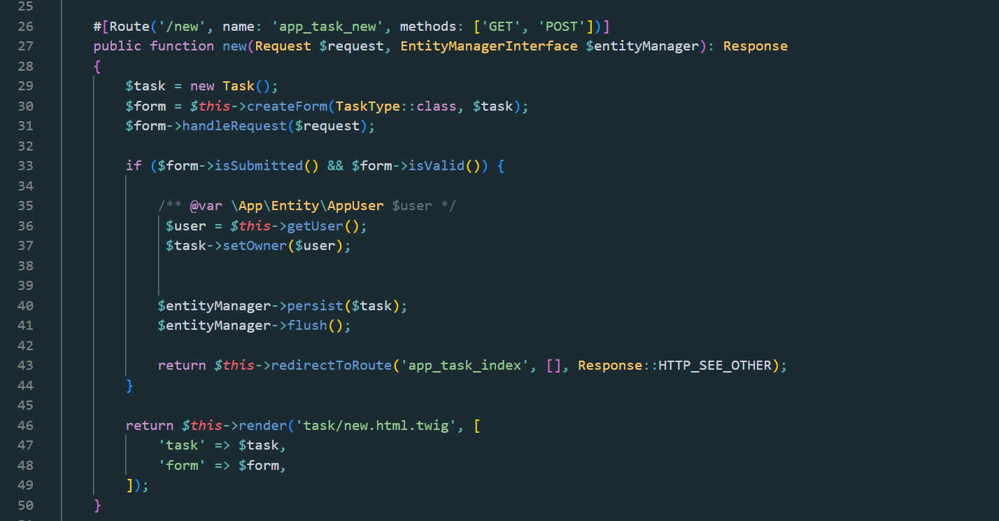 25
26 #[Route('/new', name: 'app_task_new', methods: ['GET', 'POST'])]
27 public function new(Request $request, EntityManagerInterface $entityManager): Response
28 {
29 $task = new Task();
30 $form = $this->createForm(TaskType::class, $task);
31 $form->handleRequest($request);
32
33 if ($form->isSubmitted() && $form->isValid()) {
34
35 /** @var \App\Entity\AppUser $user */
36 $user = $this->getUser();
37 $task->setOwner($user);
38
39
40 $entityManager->persist($task);
41 $entityManager->flush();
42
43 return $this->redirectToRoute('app_task_index', [], Response::HTTP_SEE_OTHER);
44 }
45
46 return $this->render('task/new.html.twig', [
47 'task' => $task,
48 'form' => $form,
49 ]);
50 }